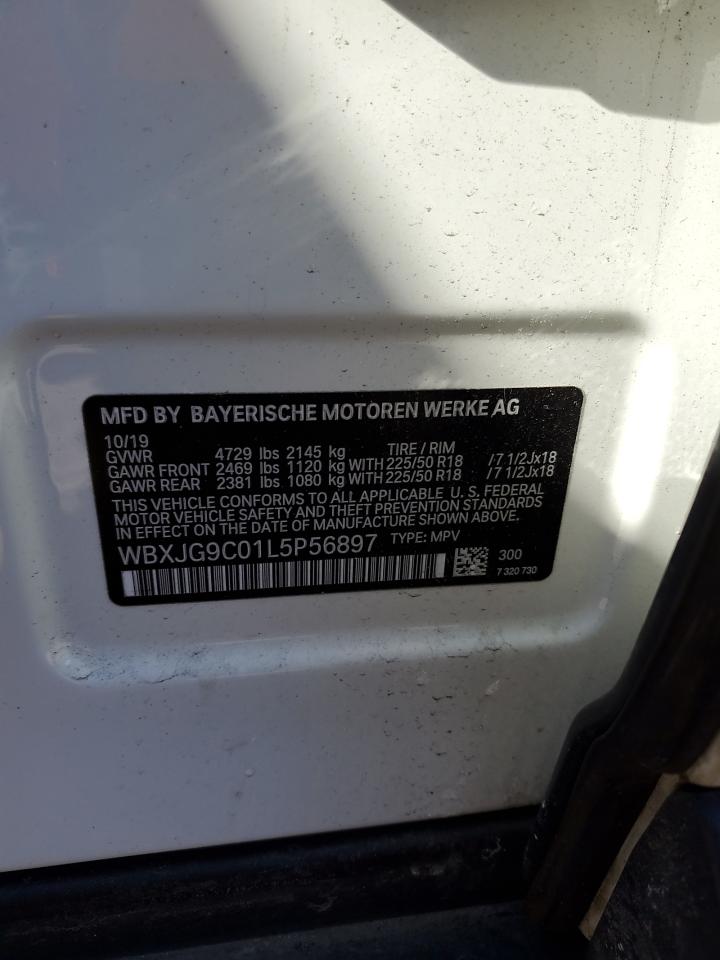 MFD BY BAYERISCHE MOTOREN WERKE AG
10/19
GVWR 4729 lbs 2145 kg TIRE / RIM
GAWR FRONT 2469 lbs 1120 kg WITH 225/50 R18 /7 1/2Jx18
GAWR REAR 2381 lbs 1080 kg WITH 225/50 R18 /7 1/2Jx18
THIS VEHICLE CONFORMS TO ALL APPLICABLE U. S. FEDERAL
MOTOR VEHICLE SAFETY AND THEFT PREVENTION STANDARDS
IN EFFECT ON THE DATE OF MANUFACTURE SHOWN ABOVE.
WBXJG9C01L5P56897 TYPE: MPV
300
7 320 730